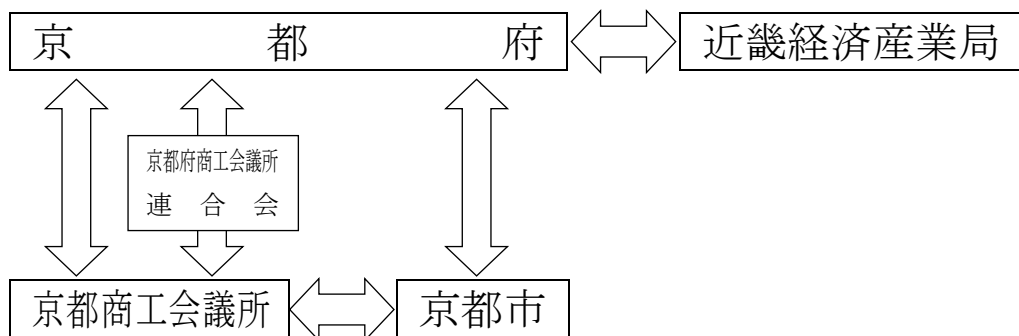 京都府
近畿経済産業局
京都府商工会議所
連合会
京都商工会議所
京都市